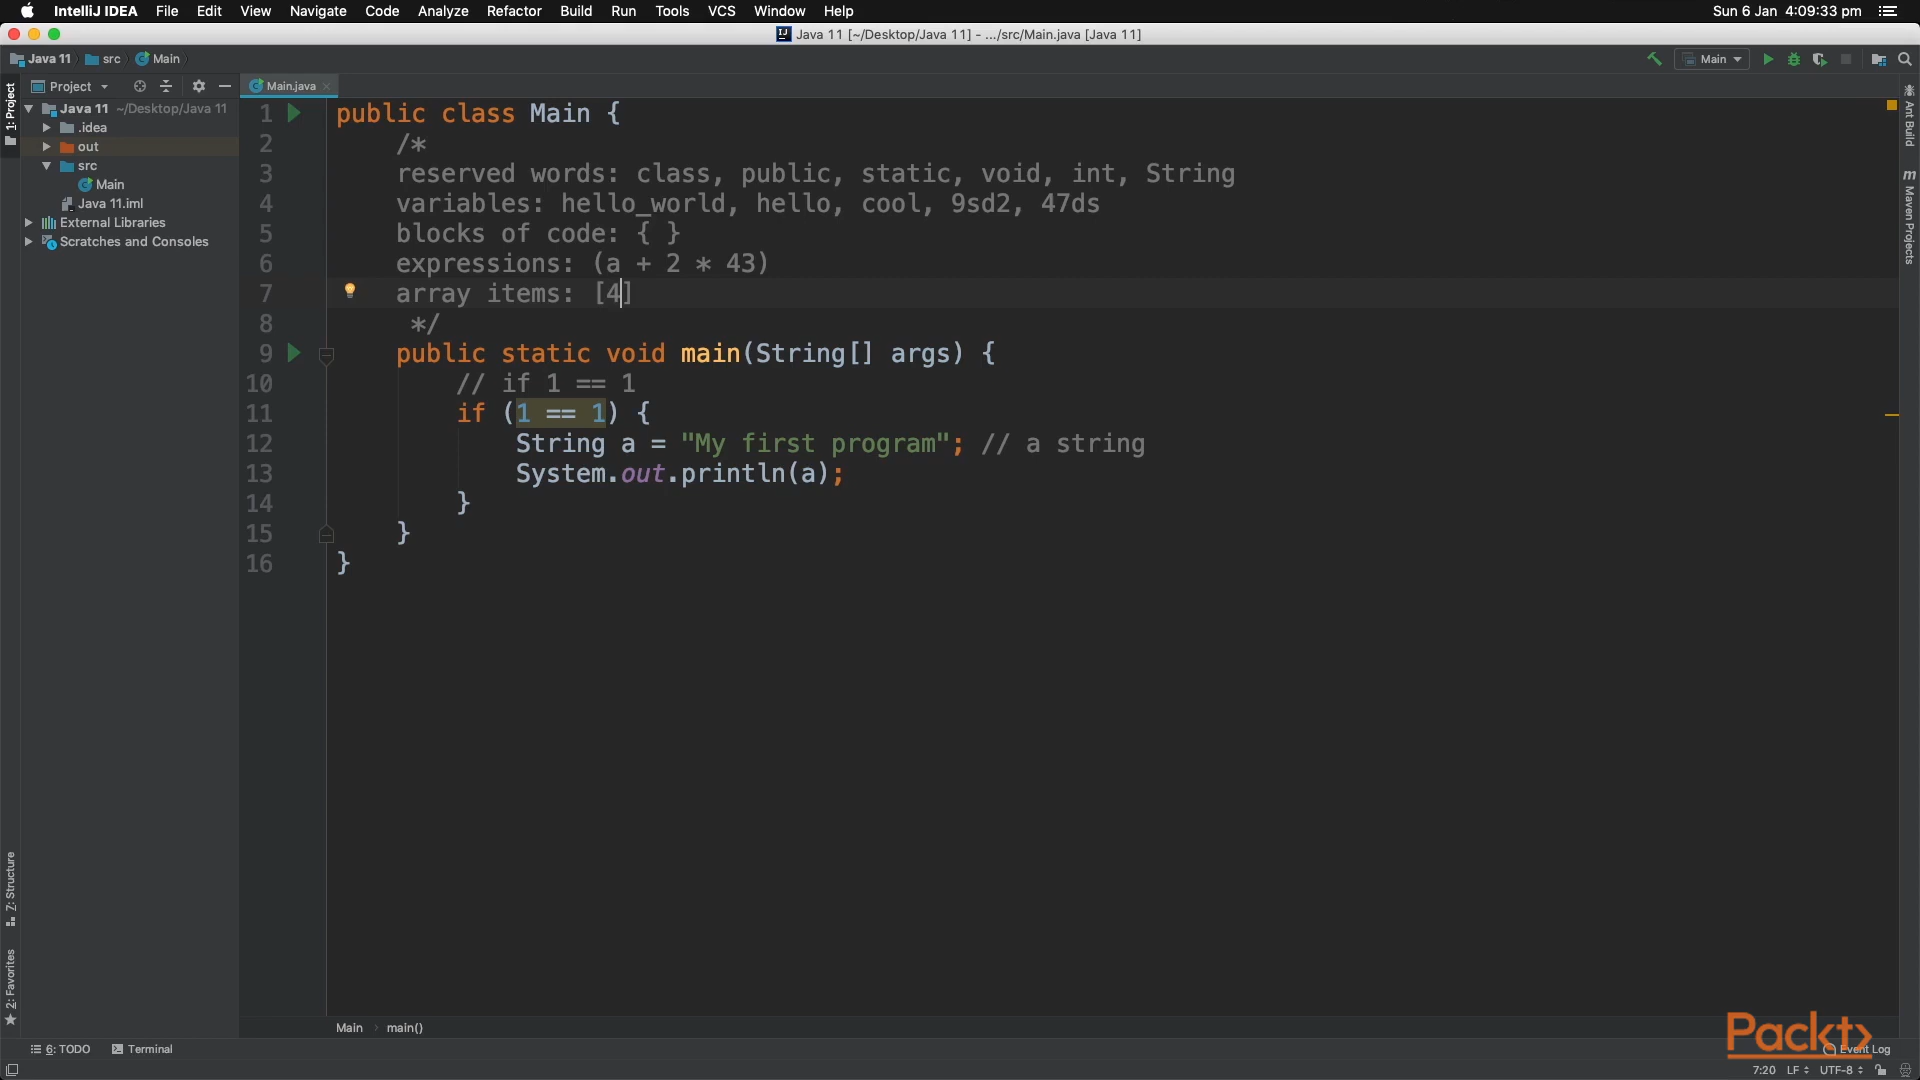 IntelliJ IDEA File Edit View Navigate Code Analyze Refactor Build Run Tools VCS Window Help Sun 6 Jan 4:09:33 pm
Java 11 [~/Desktop/Java 11] - .../src/Main.java [Java 11]
Java 11 src Main Main
Project Main.java
1: Project
Java 11 ~/Desktop/Java 11
.idea
out
src
Main
Java 11.iml
External Libraries
Scratches and Consoles
1 public class Main {
2 /*
3 reserved words: class, public, static, void, int, String
4 variables: hello_world, hello, cool, 9sd2, 47ds
5 blocks of code: { }
6 expressions: (a + 2 * 43)
7 array items: [4]
8 */
9 public static void main(String[] args) {
10 // if 1 == 1
11 if (1 == 1) {
12 String a = "My first program"; // a string
13 System.out.println(a);
14 }
15 }
16 }
Ant Build
m Maven Projects
7: Structure
2: Favorites
Main main()
6: TODO Terminal
Packt
Event Log
7:20 LF UTF-8